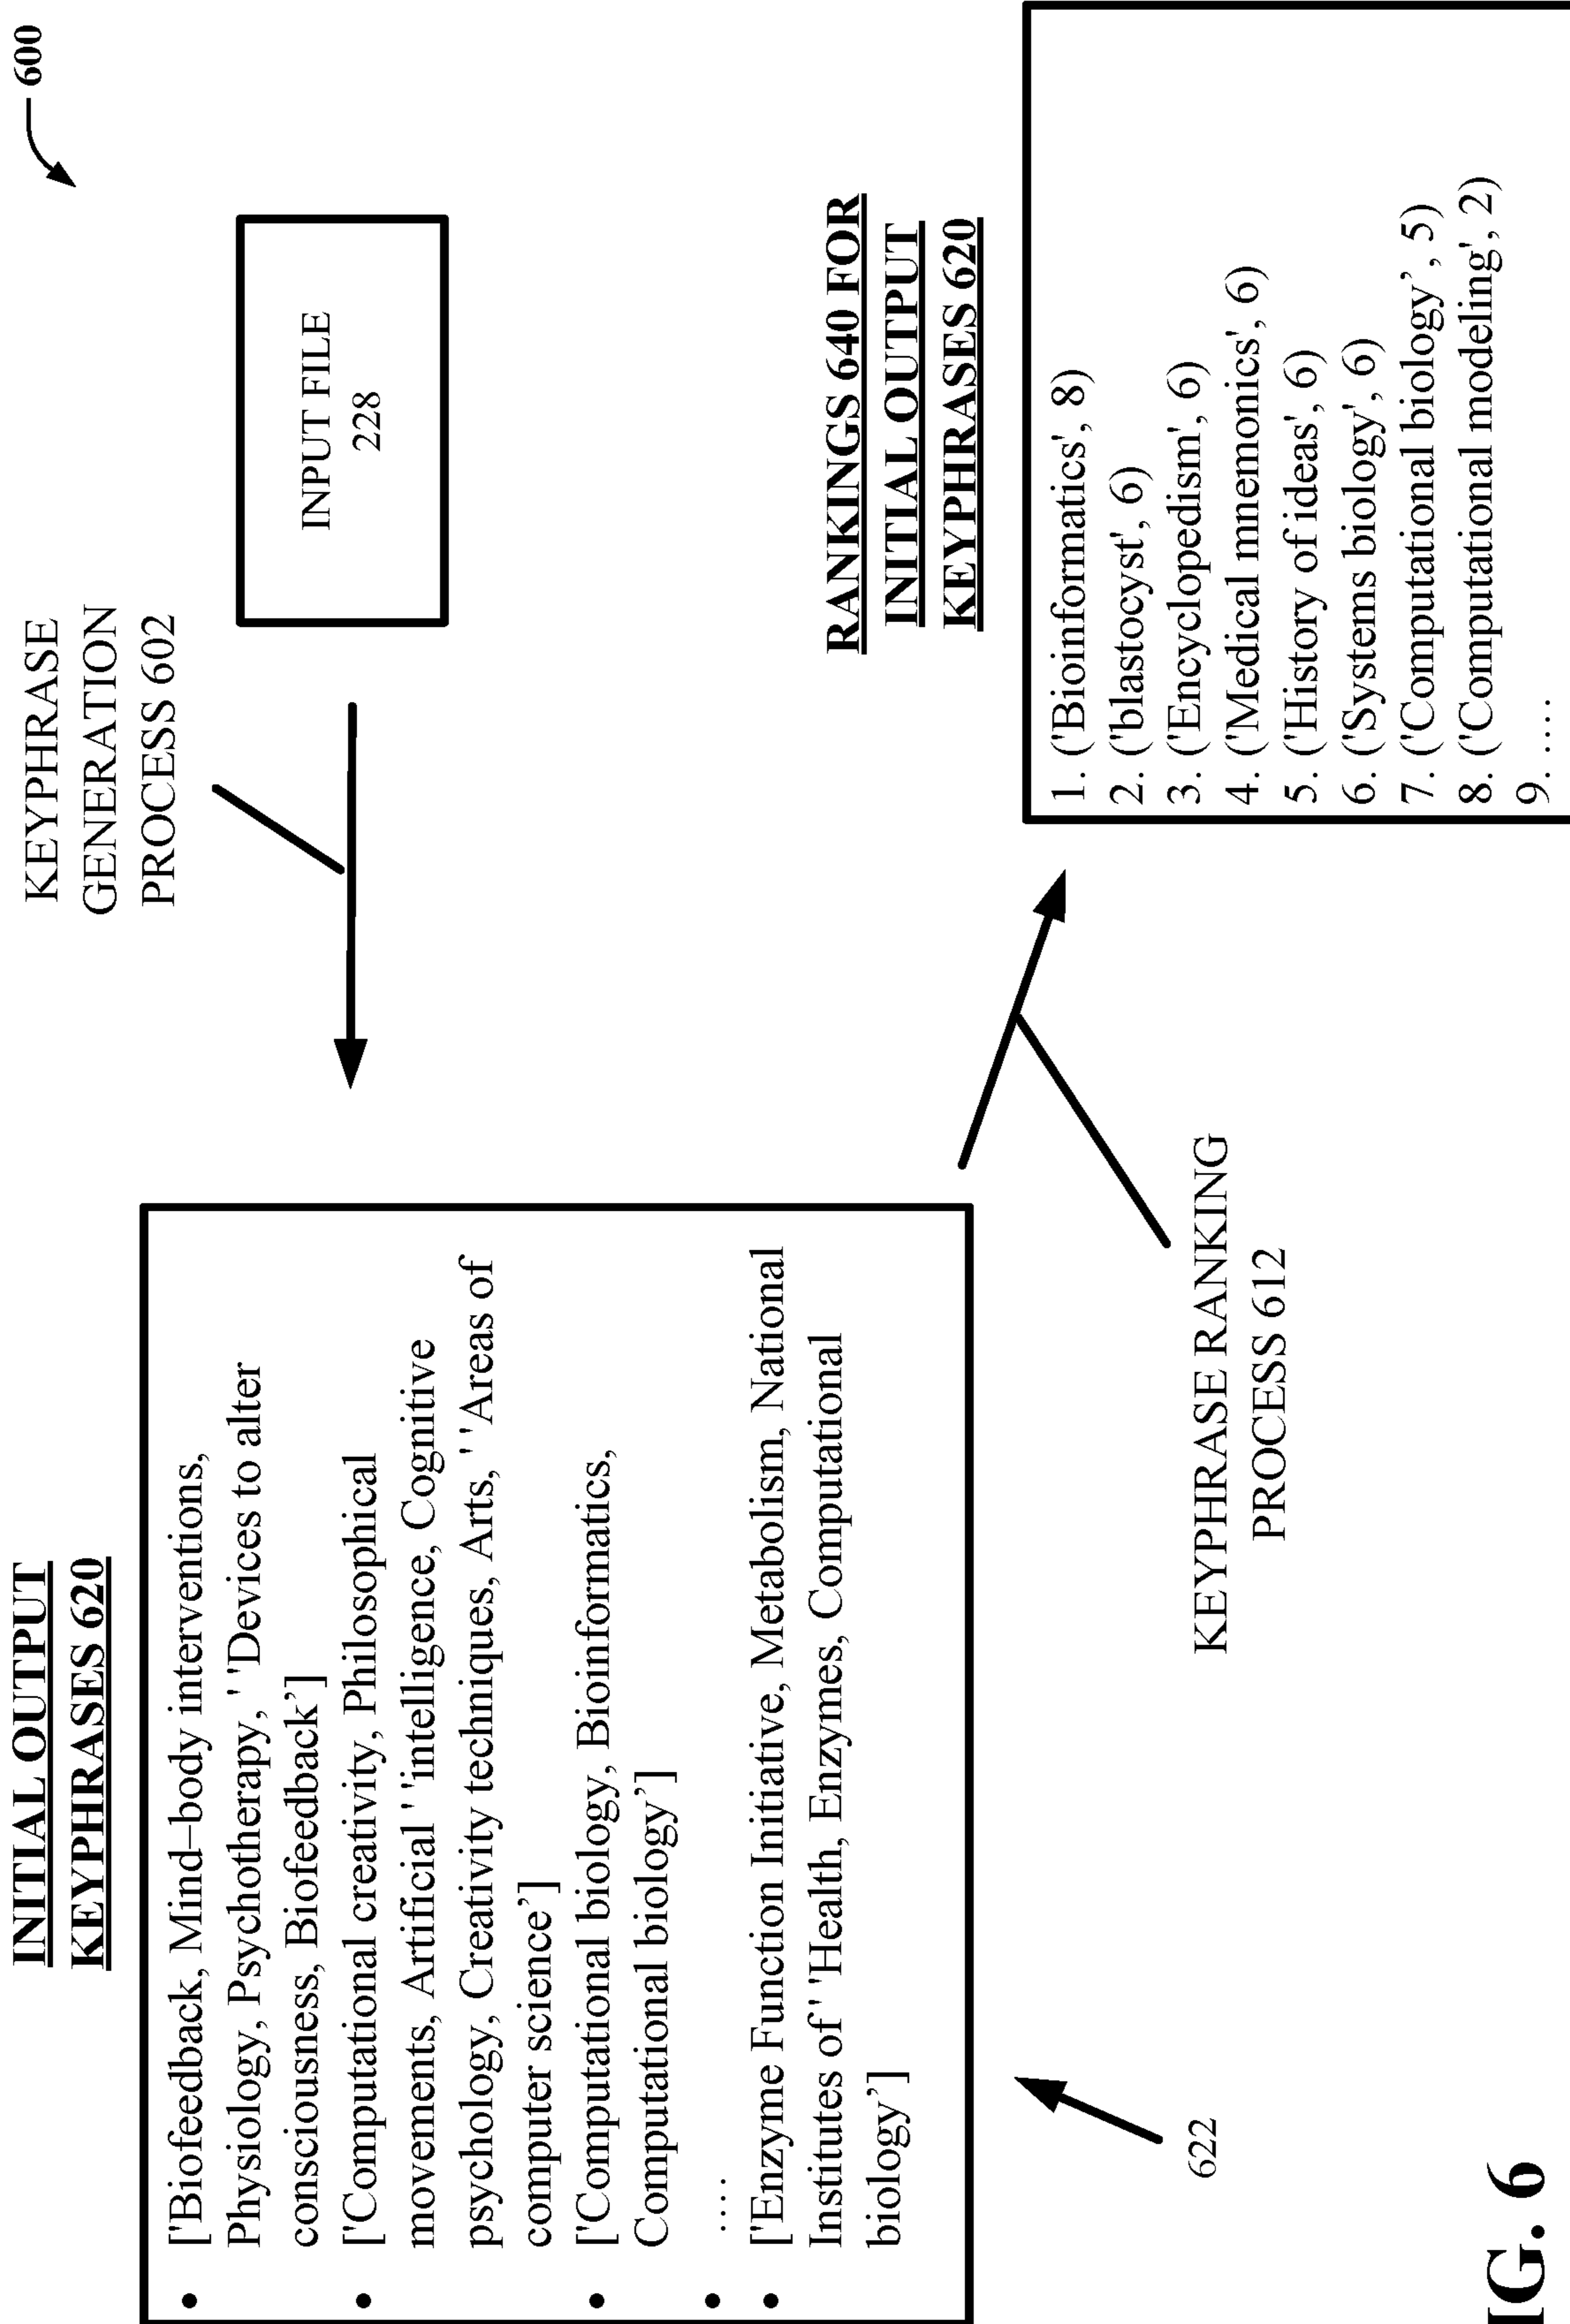 600
KEYPHRASE
GENERATION
PROCESS 602
INPUT FILE
228
INITIAL OUTPUT
KEYPHRASES 620
• ['Biofeedback, Mind–body interventions,
Physiology, Psychotherapy, ' 'Devices to alter
consciousness, Biofeedback’]
• ['Computational creativity, Philosophical
movements, Artificial ' 'intelligence, Cognitive
psychology, Creativity techniques, Arts, ' 'Areas of
computer science’]
• ['Computational biology, Bioinformatics,
Computational biology’]
• ....
• ['Enzyme Function Initiative, Metabolism, National
Institutes of ' 'Health, Enzymes, Computational
biology’]
622
KEYPHRASE RANKING
PROCESS 612
RANKINGS 640 FOR
INITIAL OUTPUT
KEYPHRASES 620
1. ('Bioinformatics', 8)
2. ('blastocyst', 6)
3. ('Encyclopedism', 6)
4. ('Medical mnemonics', 6)
5. ('History of ideas', 6)
6. ('Systems biology', 6)
7. ('Computational biology’, 5)
8. ('Computational modeling', 2)
9. ....
IG. 6